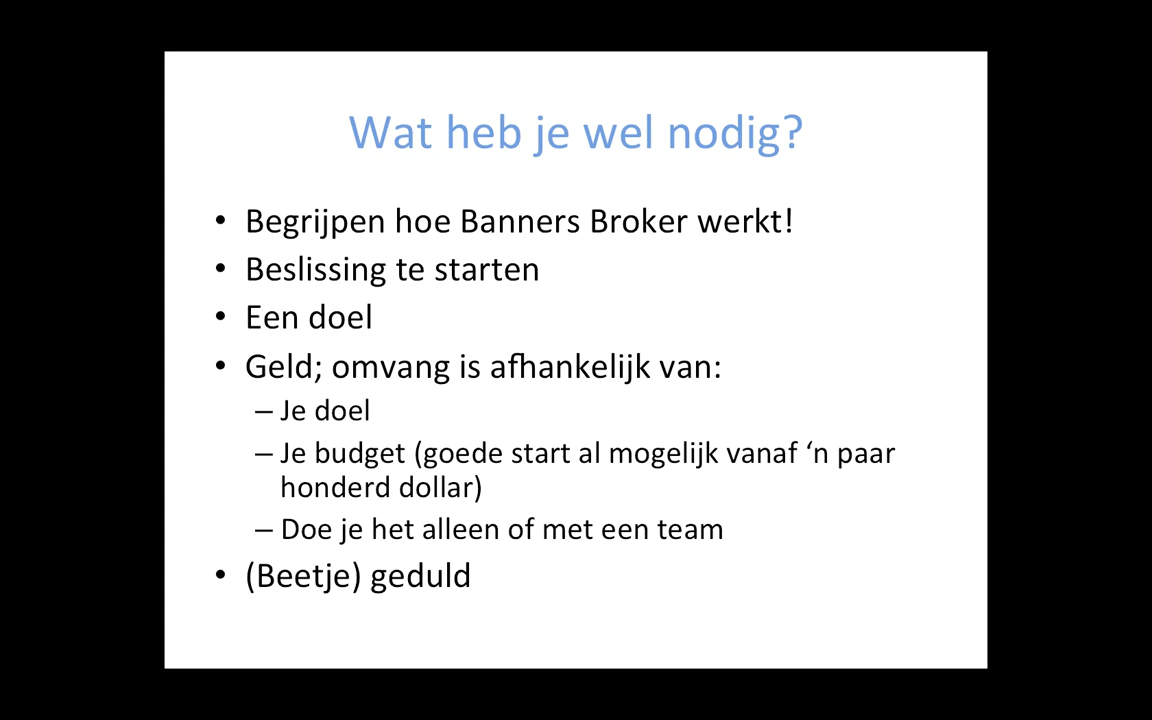 Wat heb je wel nodig?
• Begrijpen hoe Banners Broker werkt!
• Beslissing te starten
• Een doel
• Geld; omvang is afhankelijk van:
– Je doel
– Je budget (goede start al mogelijk vanaf ‘n paar
honderd dollar)
– Doe je het alleen of met een team
• (Beetje) geduld